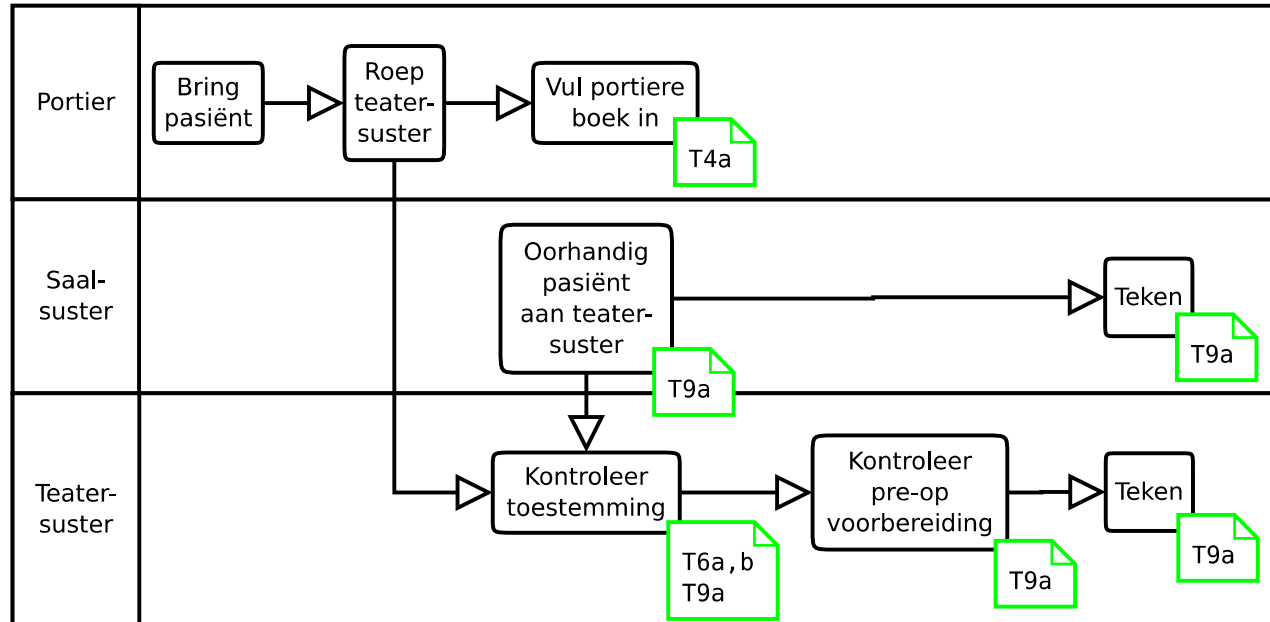 Portier
Bring
pasiënt
Roep
teater-
suster
Vul portiere
boek in
T4a
Saal-
suster
Oorhandig
pasiënt
aan teater-
suster
T9a
Teken
T9a
Teater-
suster
Kontroleer
toestemming
T6a,b
T9a
Kontroleer
pre-op
voorbereiding
T9a
Teken
T9a